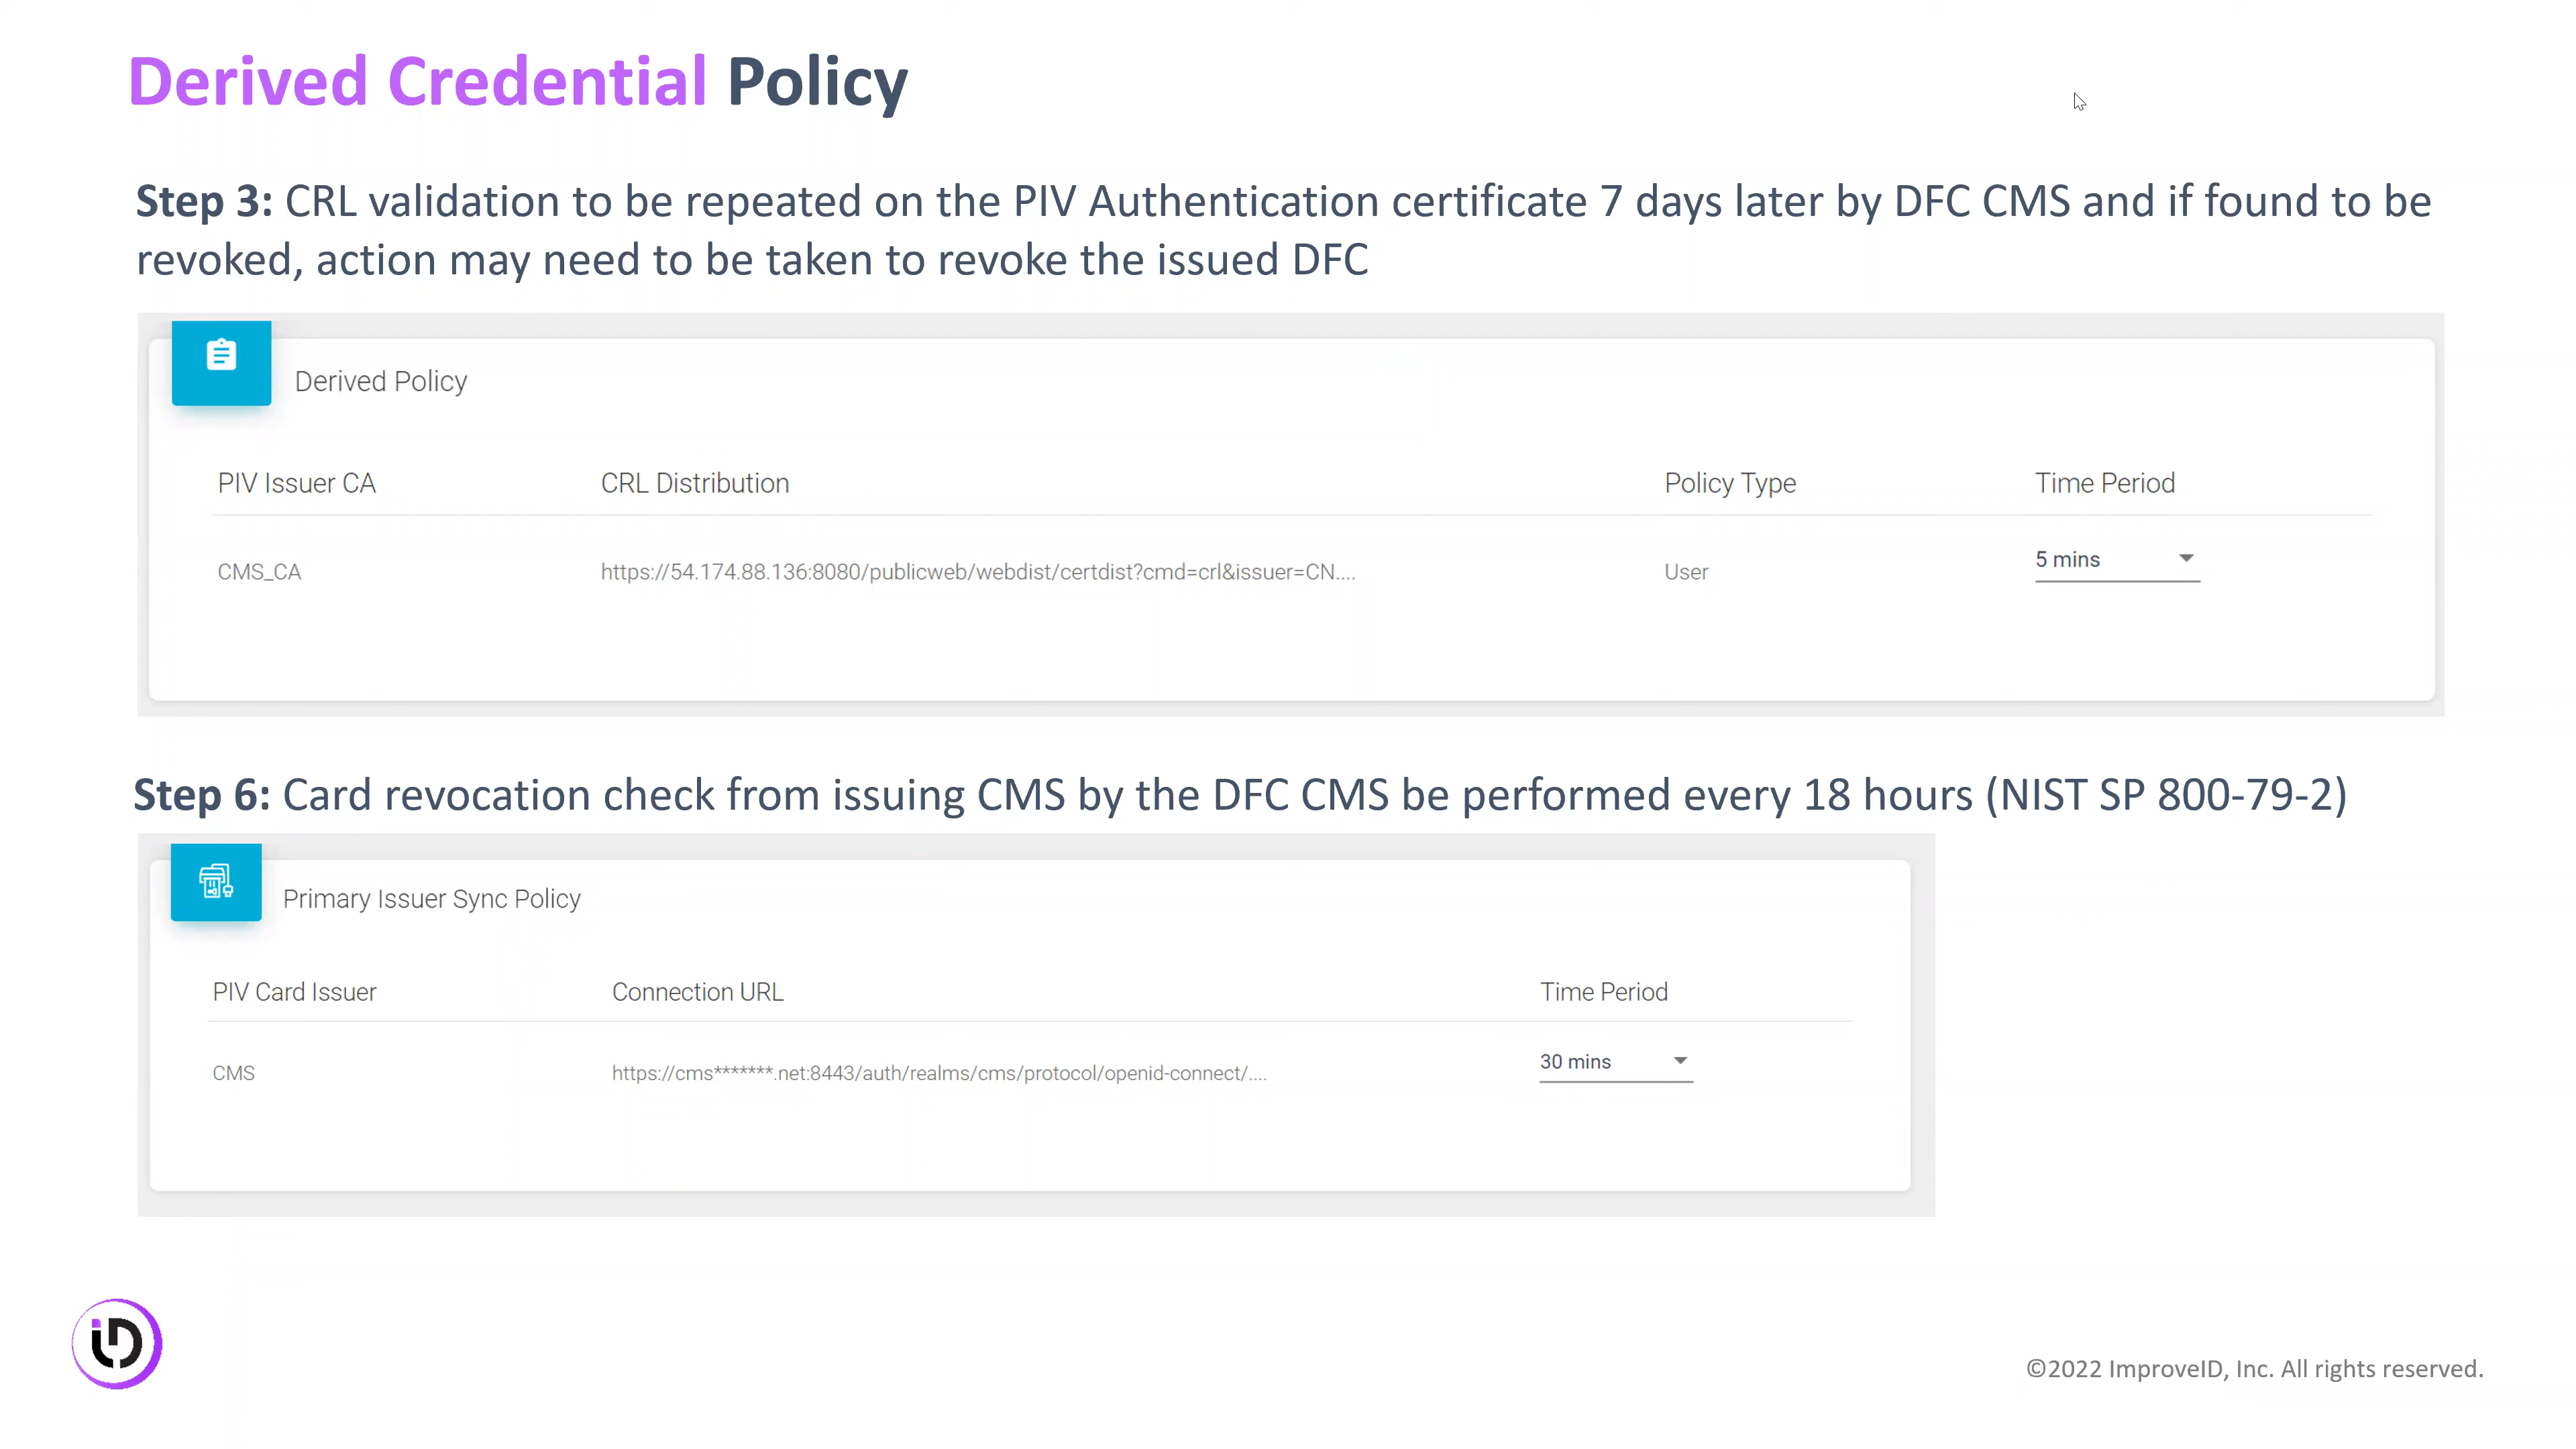 Derived Credential Policy
Step 3: CRL validation to be repeated on the PIV Authentication certificate 7 days later by DFC CMS and if found to be
revoked, action may need to be taken to revoke the issued DFC
Derived Policy
PIV Issuer CA CRL Distribution Policy Type Time Period
CMS_CA https://54.174.88.136:8080/publicweb/webdist/certdist?cmd=crl&issuer=CN.... User 5 mins
Step 6: Card revocation check from issuing CMS by the DFC CMS be performed every 18 hours (NIST SP 800-79-2)
Primary Issuer Sync Policy
PIV Card Issuer Connection URL Time Period
CMS https://cms*******.net:8443/auth/realms/cms/protocol/openid-connect/.... 30 mins
iD
©2022 ImproveID, Inc. All rights reserved.